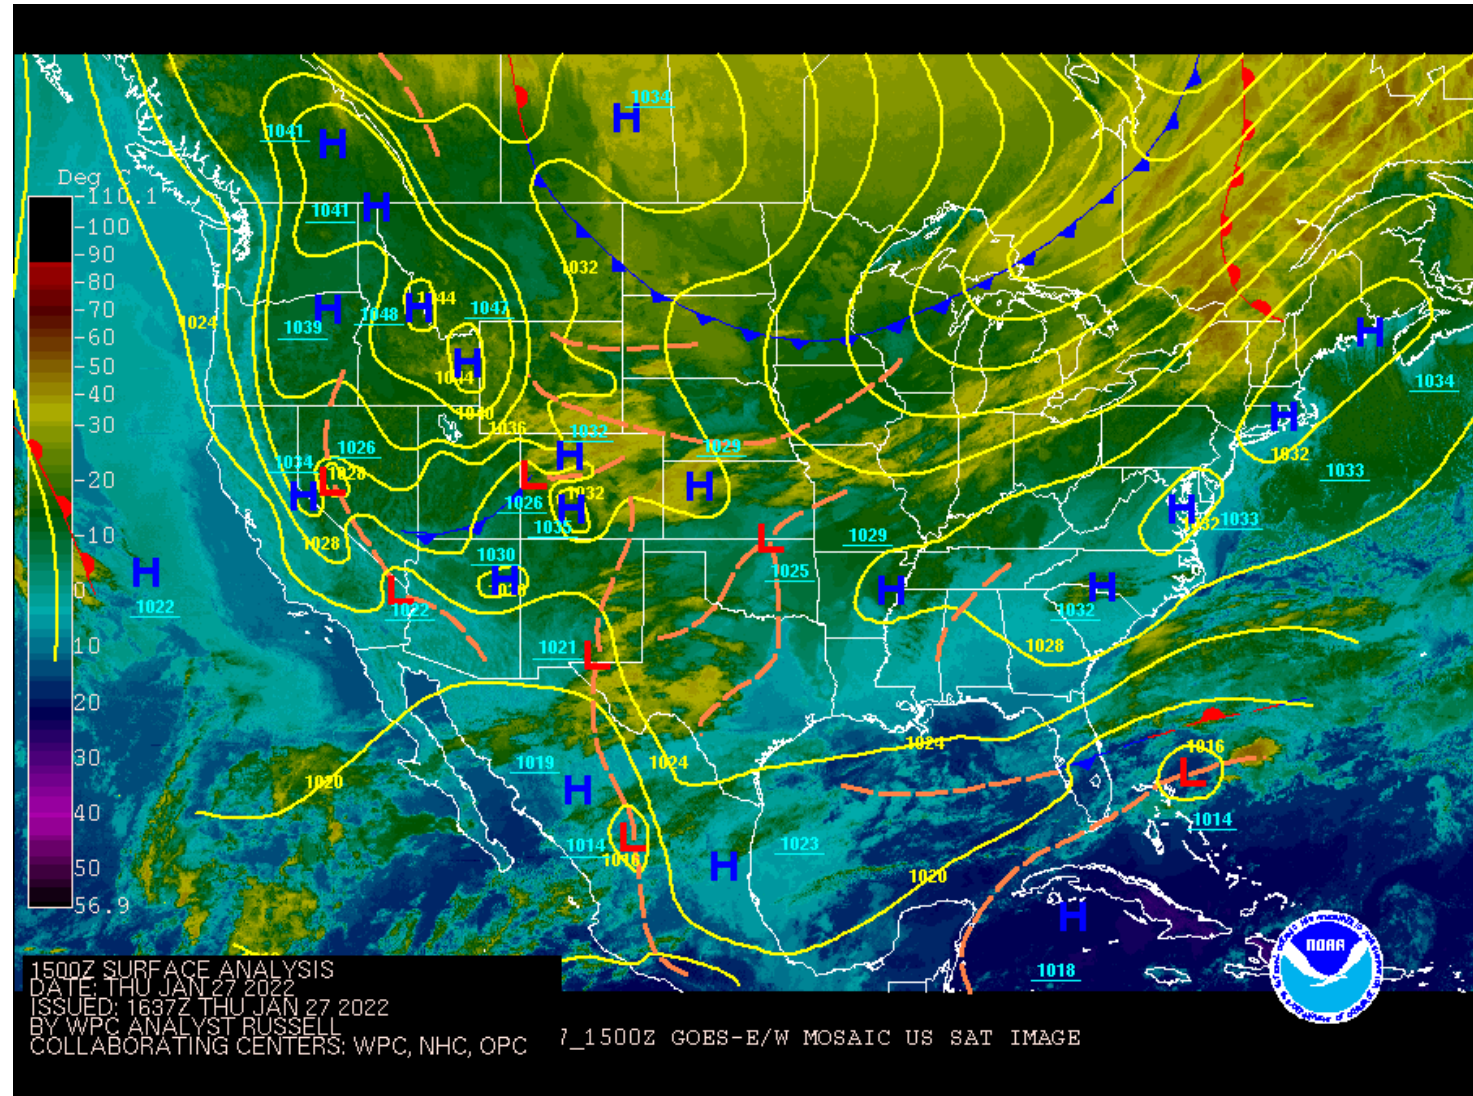 1034
H
1041
H
H
1041
1032
1044
H
1047
H
1048
1039
1024
H
H
1034
1044
1040
1036
H
1032
1032
H
1029
1033
1026
1034
1028
L
H
L
H
1026
1032
H
1035
H
1032
1033
1028
L
1029
1025
H
1022
1030
H
L
1022
H
H
1032
1021
L
1028
1024
1024
1016
L
1014
1019
H
1020
L
1014
1016
H
1023
1020
H
1018
Deg C
-110.1
-100
-90
-80
-70
-60
-50
-40
-30
-20
-10
0
10
20
30
40
50
56.9
NOAA
1500Z SURFACE ANALYSIS
DATE: THU JAN 27 2022
ISSUED: 1637Z THU JAN 27 2022
BY WPC ANALYST RUSSELL
COLLABORATING CENTERS: WPC, NHC, OPC
7_1500Z GOES-E/W MOSAIC US SAT IMAGE